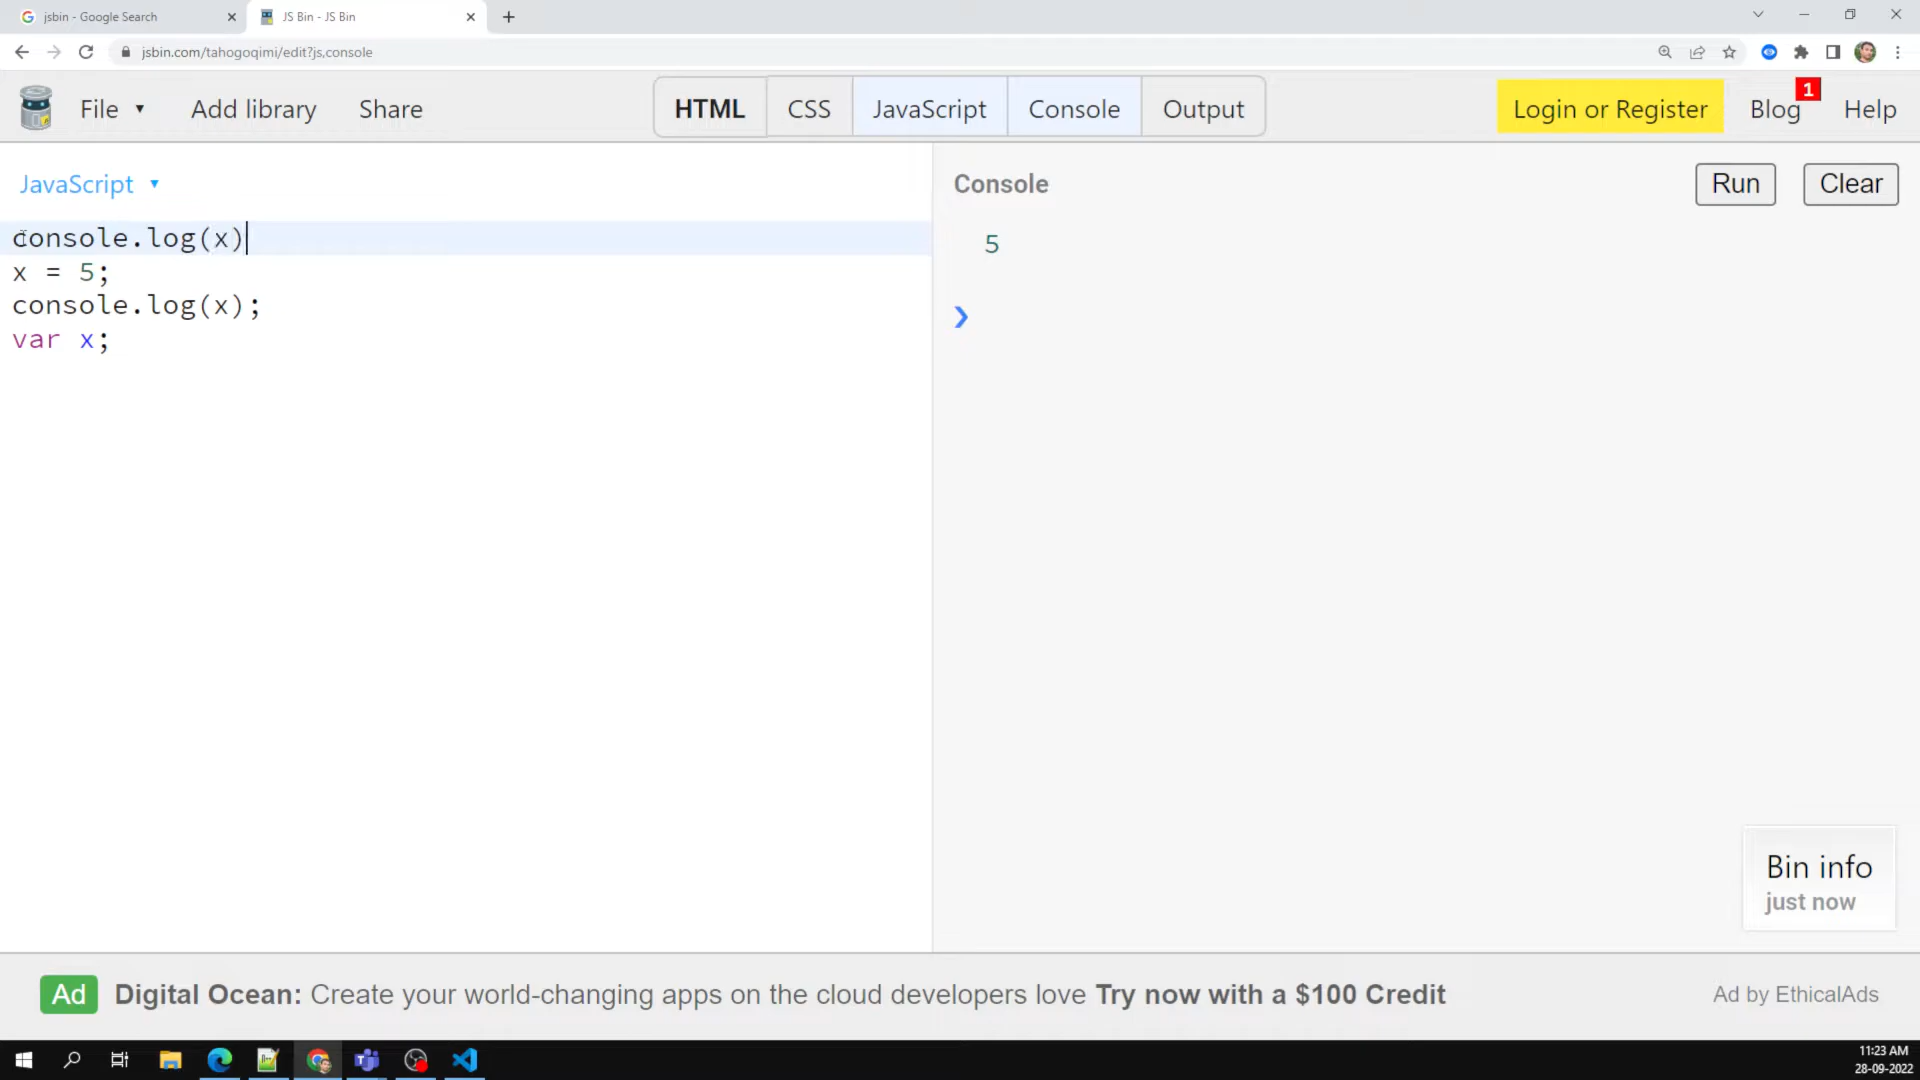 jsbin - Google Search
JS Bin - JS Bin
jsbin.com/tahogoqimi/edit?js,console
File
Add library
Share
HTML
CSS
JavaScript
Console
Output
Login or Register
Blog
1
Help
JavaScript
console.log(x)
x = 5;
console.log(x);
var x;
Console
Run
Clear
5
Bin info
just now
Ad
Digital Ocean: Create your world-changing apps on the cloud developers love Try now with a $100 Credit
Ad by EthicalAds
11:23 AM
28-09-2022